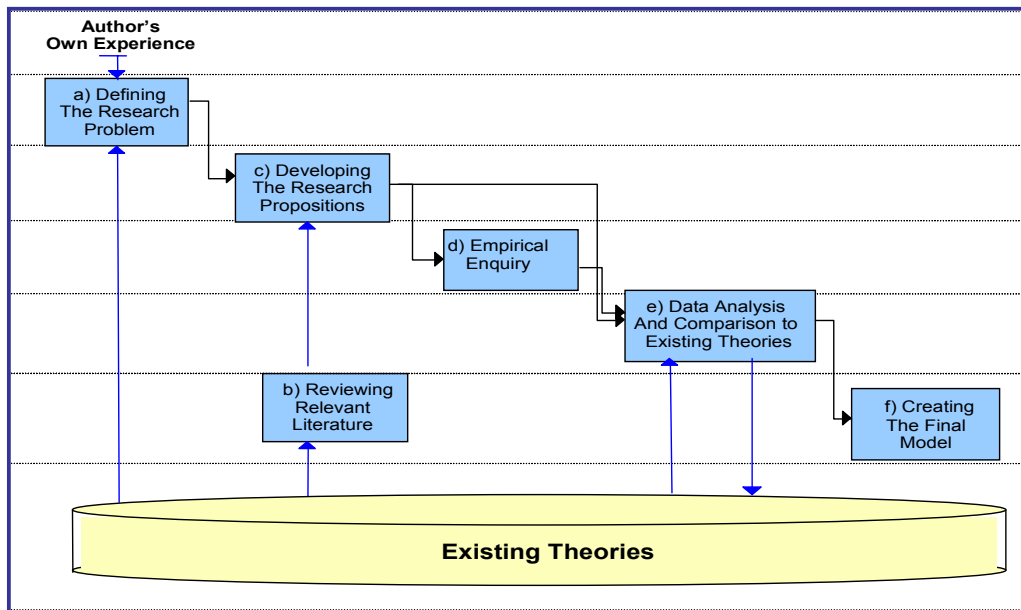 Author's
Own Experience
a) Defining
The Research
Problem
c) Developing
The Research
Propositions
d) Empirical
Enquiry
e) Data Analysis
And Comparison to
Existing Theories
b) Reviewing
Relevant
Literature
f) Creating
The Final
Model
Existing Theories